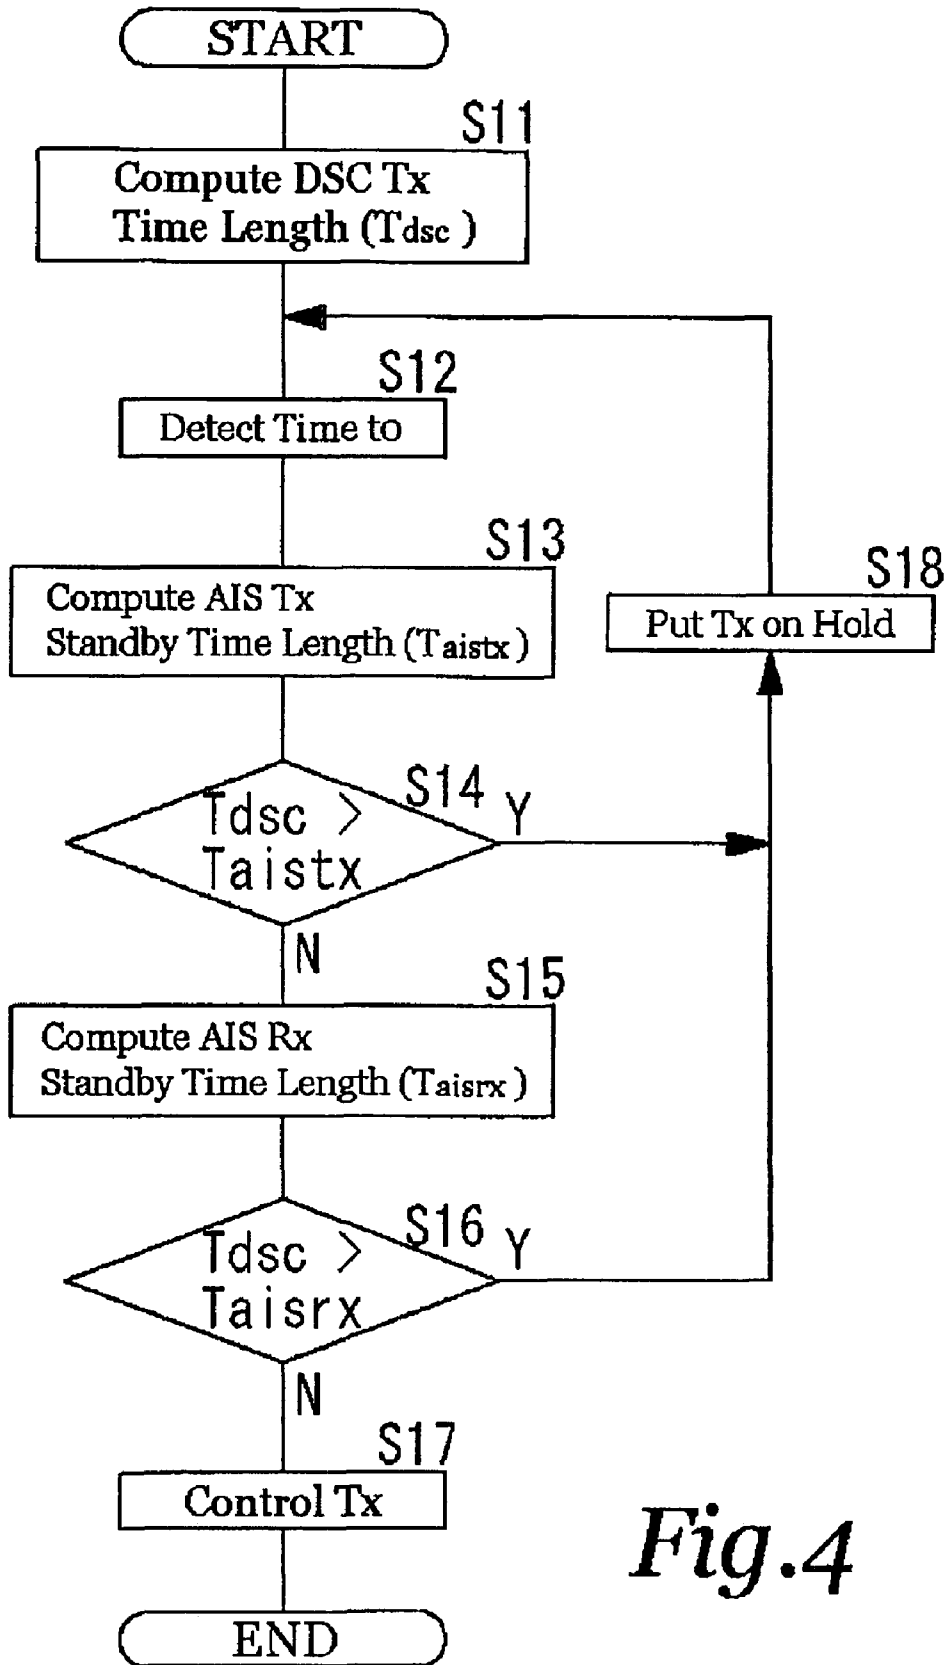 START
S11
Compute DSC Tx
Time Length (Tdsc )
S12
Detect Time to
S13
Compute AIS Tx
Standby Time Length (Taistx )
S18
Put Tx on Hold
S14
Tdsc >
Taistx
Y
N
S15
Compute AIS Rx
Standby Time Length (Taisrx )
S16
Tdsc >
Taisrx
Y
N
S17
Control Tx
END
Fig.4